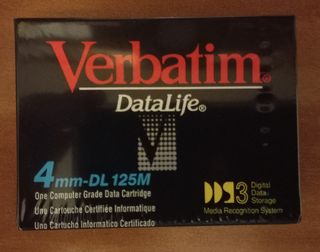 Verbatim®
DataLife®
4mm-DL 125M
One Computer Grade Data Cartridge
Une Cartouche Certifiée Informatique
Uno Cartucho Informatico Certificado
DDS3 Digital
Data
Storage
Media Recognition System